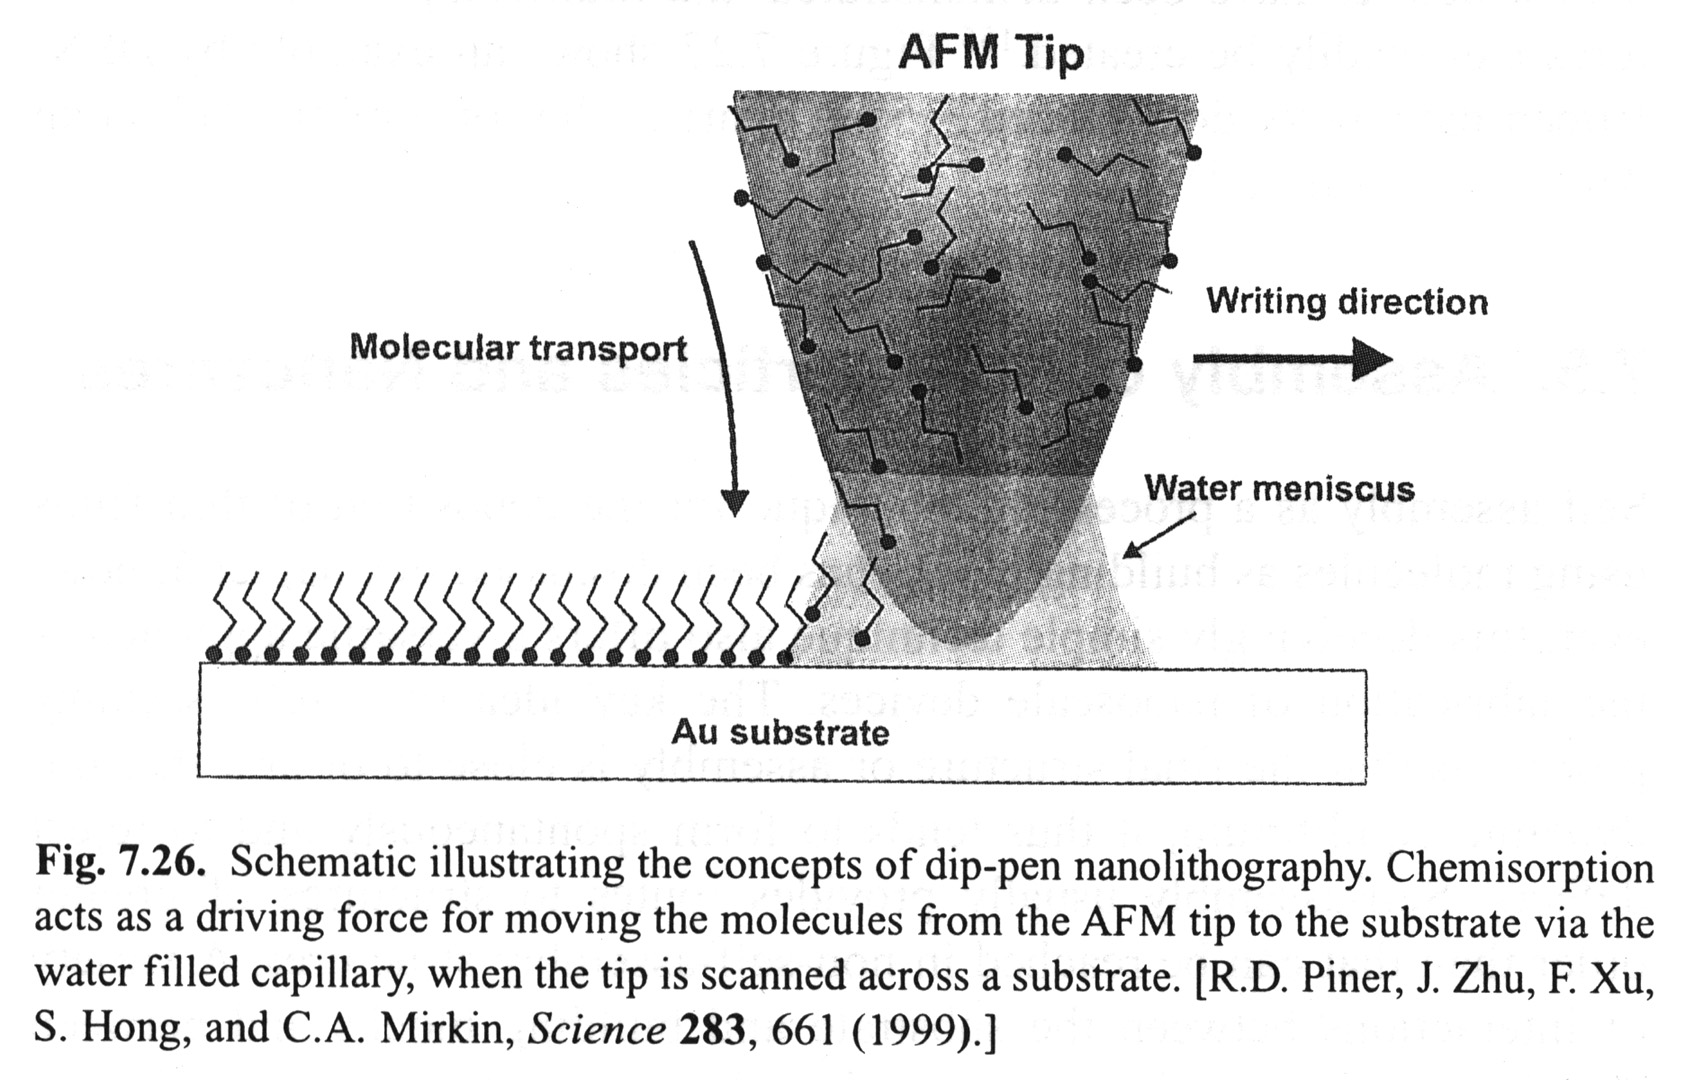 AFM Tip
Writing direction
Molecular transport
Water meniscus
Au substrate
Fig. 7.26. Schematic illustrating the concepts of dip-pen nanolithography. Chemisorption
acts as a driving force for moving the molecules from the AFM tip to the substrate via the
water filled capillary, when the tip is scanned across a substrate. [R.D. Piner, J. Zhu, F. Xu,
S. Hong, and C.A. Mirkin, Science 283, 661 (1999).]